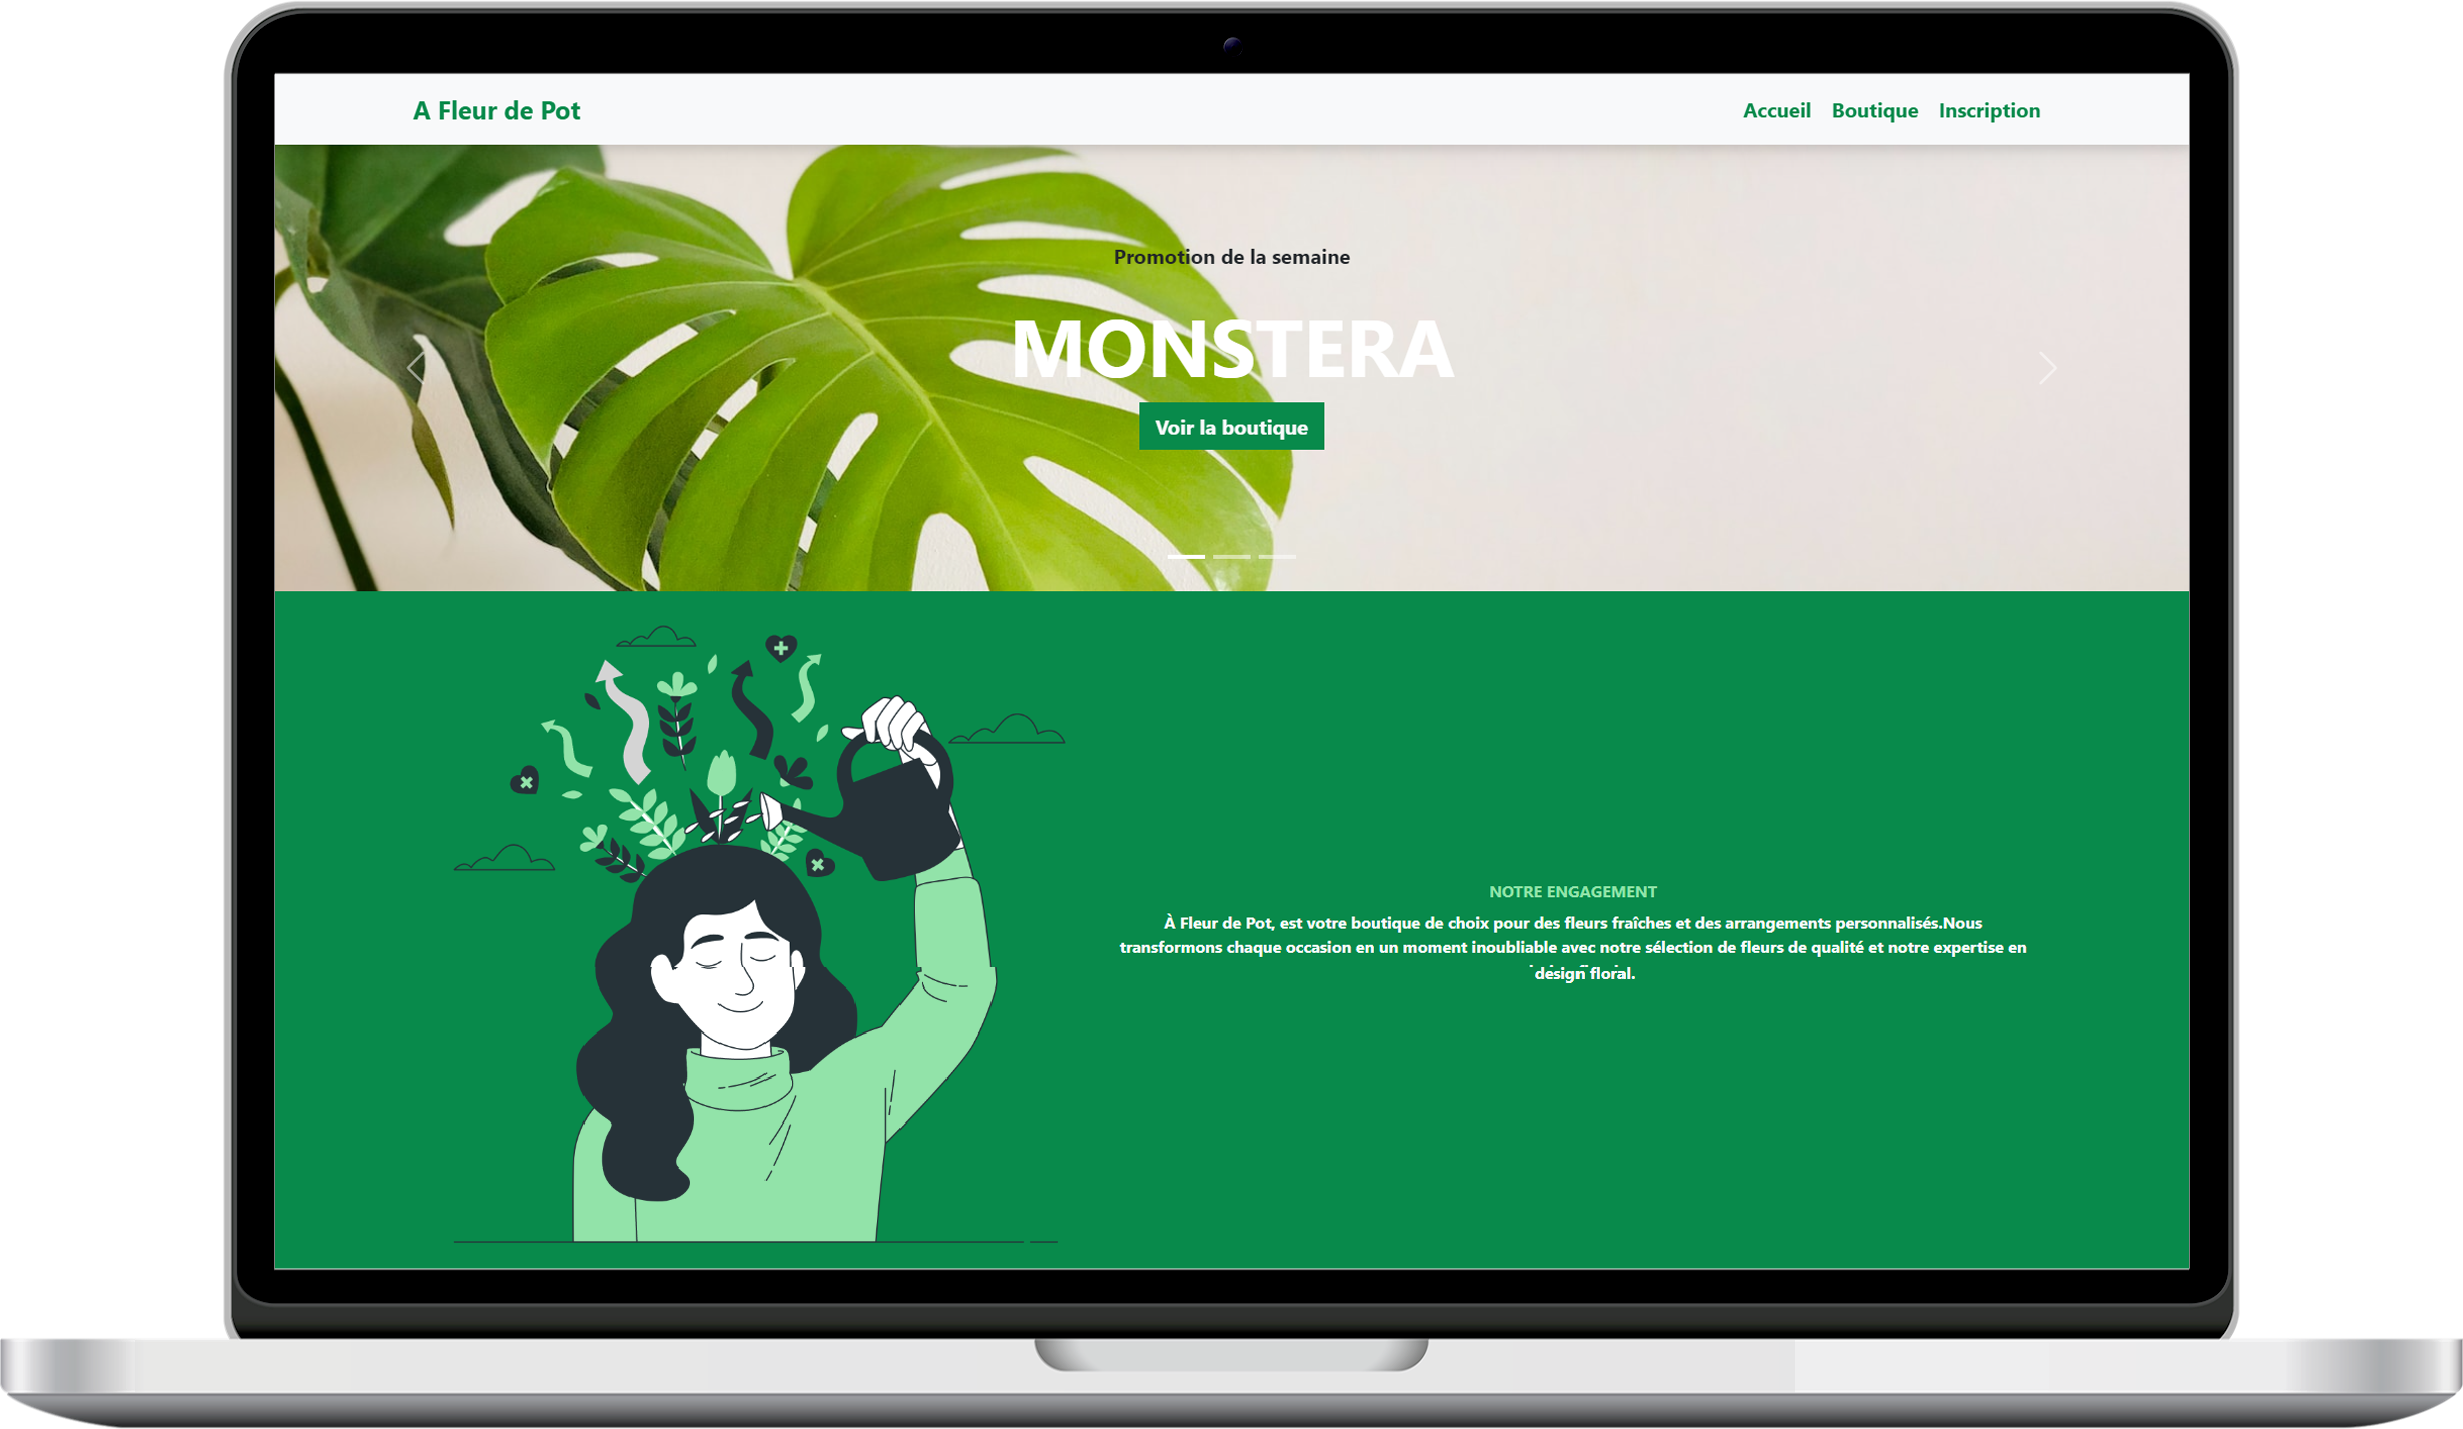 A Fleur de Pot
Accueil Boutique Inscription
Promotion de la semaine
MONSTERA
Voir la boutique
NOTRE ENGAGEMENT
À Fleur de Pot, est votre boutique de choix pour des fleurs fraîches et des arrangements personnalisés.Nous
transformons chaque occasion en un moment inoubliable avec notre sélection de fleurs de qualité et notre expertise en
design floral.